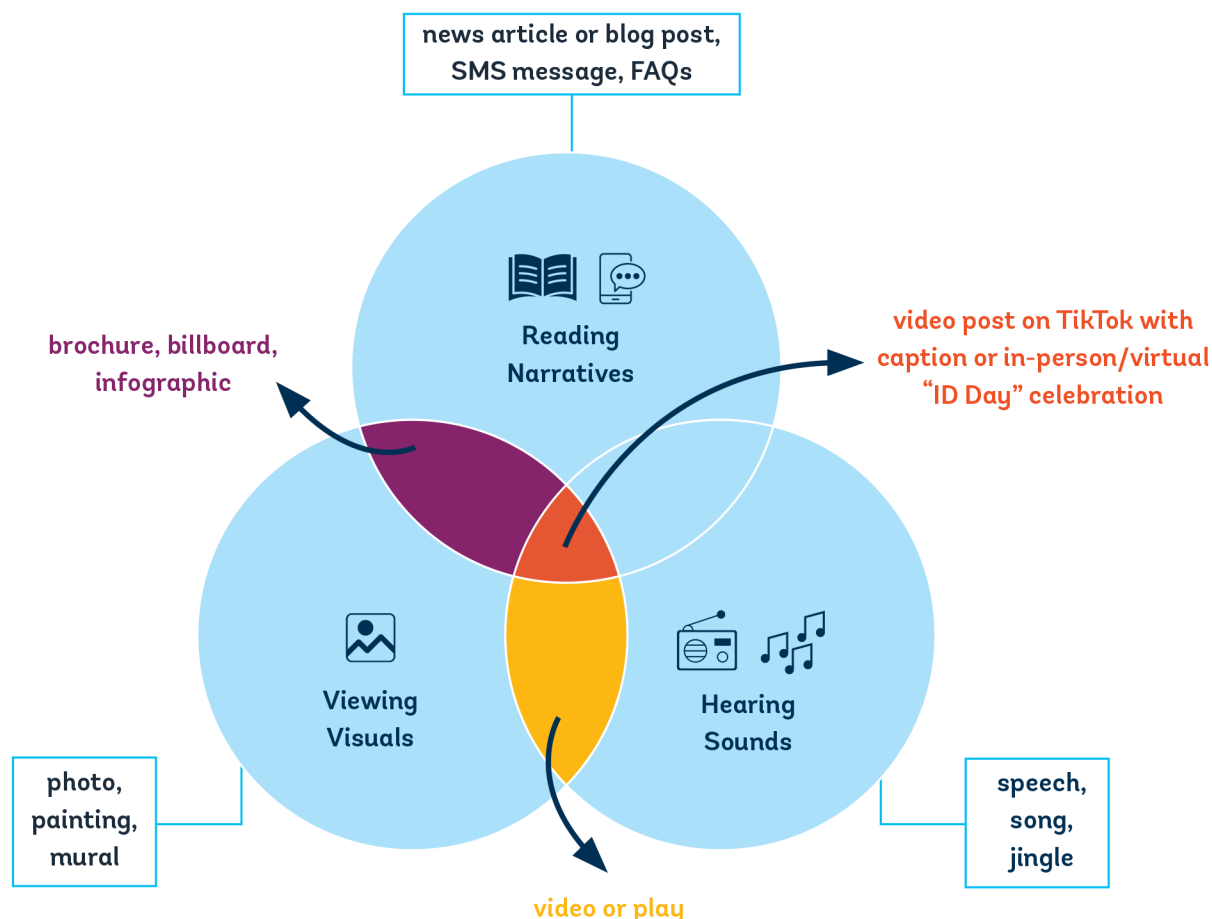 news article or blog post,
SMS message, FAQs
Reading
Narratives
brochure, billboard,
infographic
video post on TikTok with
caption or in-person/virtual
“ID Day” celebration
Viewing
Visuals
Hearing
Sounds
photo,
painting,
mural
speech,
song,
jingle
video or play